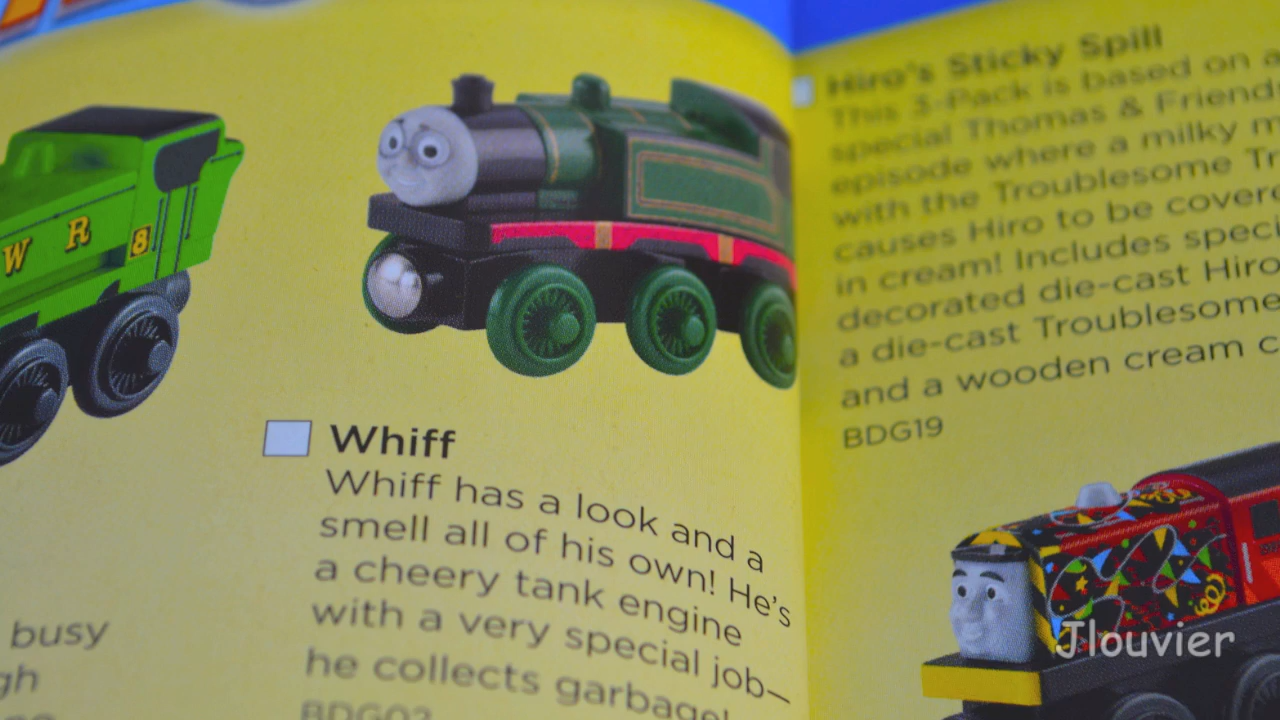 W R 8
busy
gh
Whiff
Whiff has a look and a
smell all of his own! He's
a cheery tank engine
with a very special job—
he collects garbage!
BDG02
Hiro's Sticky Spill
This 3-Pack is based on a
special Thomas & Friends
episode where a milky m
with the Troublesome Tr
causes Hiro to be covere
in cream! Includes speci
decorated die-cast Hiro
a die-cast Troublesome
and a wooden cream c
BDG19
Jlouvier